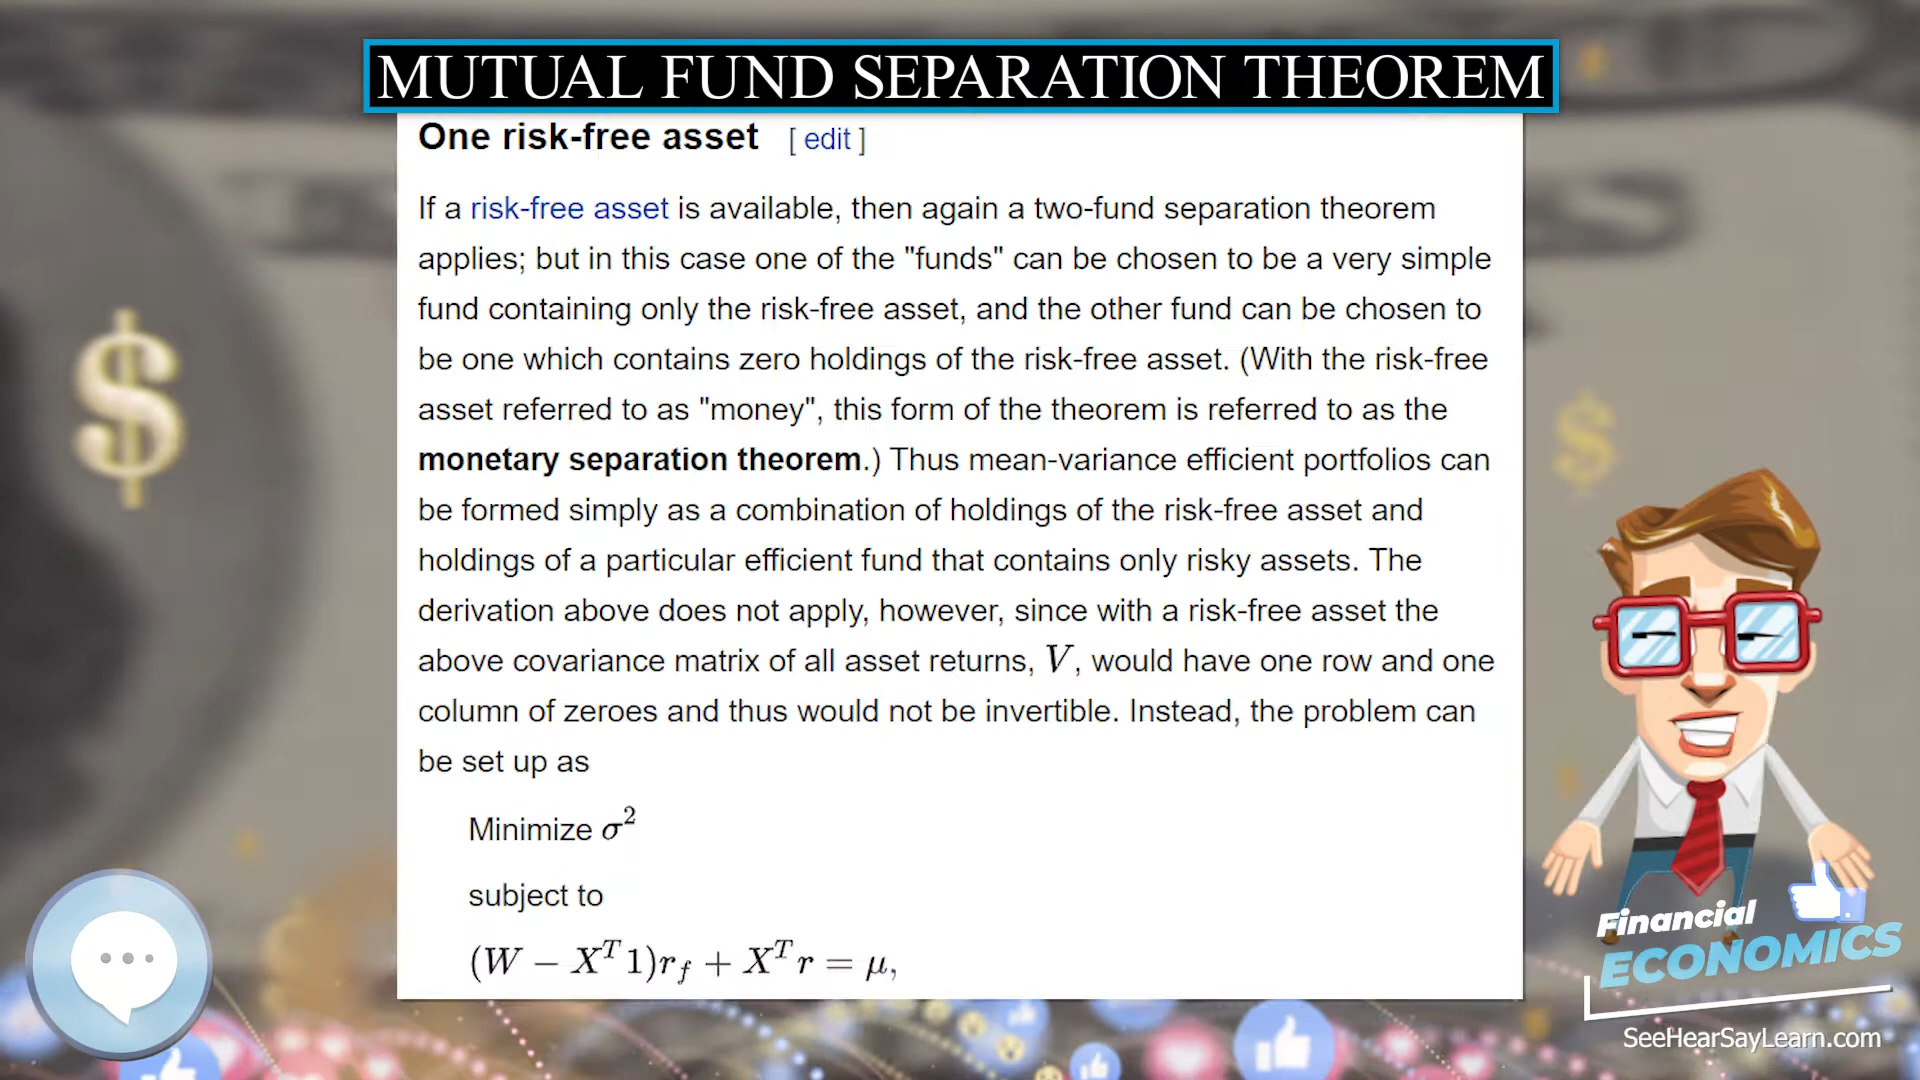 MUTUAL FUND SEPARATION THEOREM
One risk-free asset [ edit ]
If a risk-free asset is available, then again a two-fund separation theorem
applies; but in this case one of the "funds" can be chosen to be a very simple
fund containing only the risk-free asset, and the other fund can be chosen to
be one which contains zero holdings of the risk-free asset. (With the risk-free
asset referred to as "money", this form of the theorem is referred to as the
monetary separation theorem.) Thus mean-variance efficient portfolios can
be formed simply as a combination of holdings of the risk-free asset and
holdings of a particular efficient fund that contains only risky assets. The
derivation above does not apply, however, since with a risk-free asset the
above covariance matrix of all asset returns, V, would have one row and one
column of zeroes and thus would not be invertible. Instead, the problem can
be set up as
Minimize σ²
subject to
(W − Xᵀ1)r_f + Xᵀr = μ,
$
$
Financial
ECONOMICS
SeeHearSayLearn.com